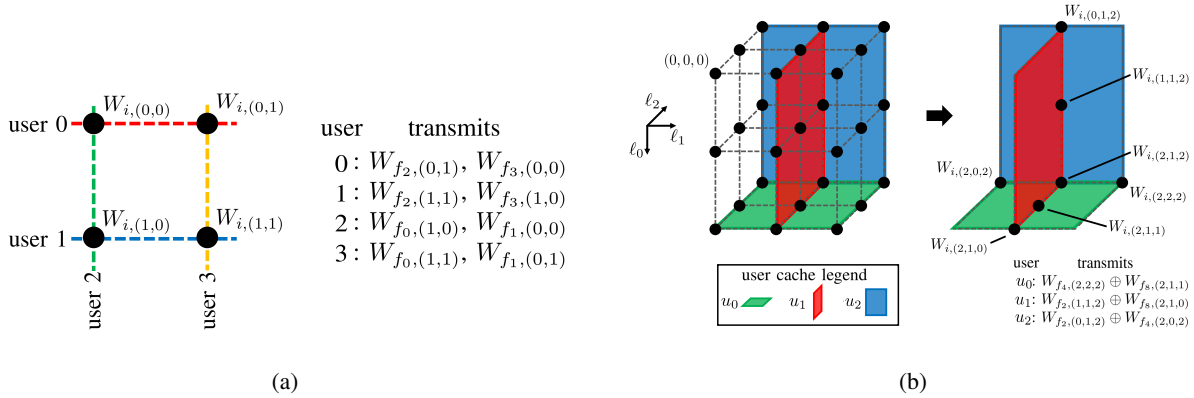 W_{i,(0,0)} W_{i,(0,1)}
user 0
W_{i,(1,0)} W_{i,(1,1)}
user 1
user 2
user 3
user transmits
0: W_{f_2,(0,1)}, W_{f_3,(0,0)}
1: W_{f_2,(1,1)}, W_{f_3,(1,0)}
2: W_{f_0,(1,0)}, W_{f_1,(0,0)}
3: W_{f_0,(1,1)}, W_{f_1,(0,1)}
(a)
(0,0,0)
ℓ_2
ℓ_1
ℓ_0
user cache legend
u_0 u_1 u_2
W_{i,(0,1,2)}
W_{i,(1,1,2)}
W_{i,(2,1,2)}
W_{i,(2,0,2)}
W_{i,(2,2,2)}
W_{i,(2,1,1)}
W_{i,(2,1,0)}
user transmits
u_0: W_{f_4,(2,2,2)} ⊕ W_{f_8,(2,1,1)}
u_1: W_{f_2,(1,1,2)} ⊕ W_{f_8,(2,1,0)}
u_2: W_{f_2,(0,1,2)} ⊕ W_{f_4,(2,0,2)}
(b)